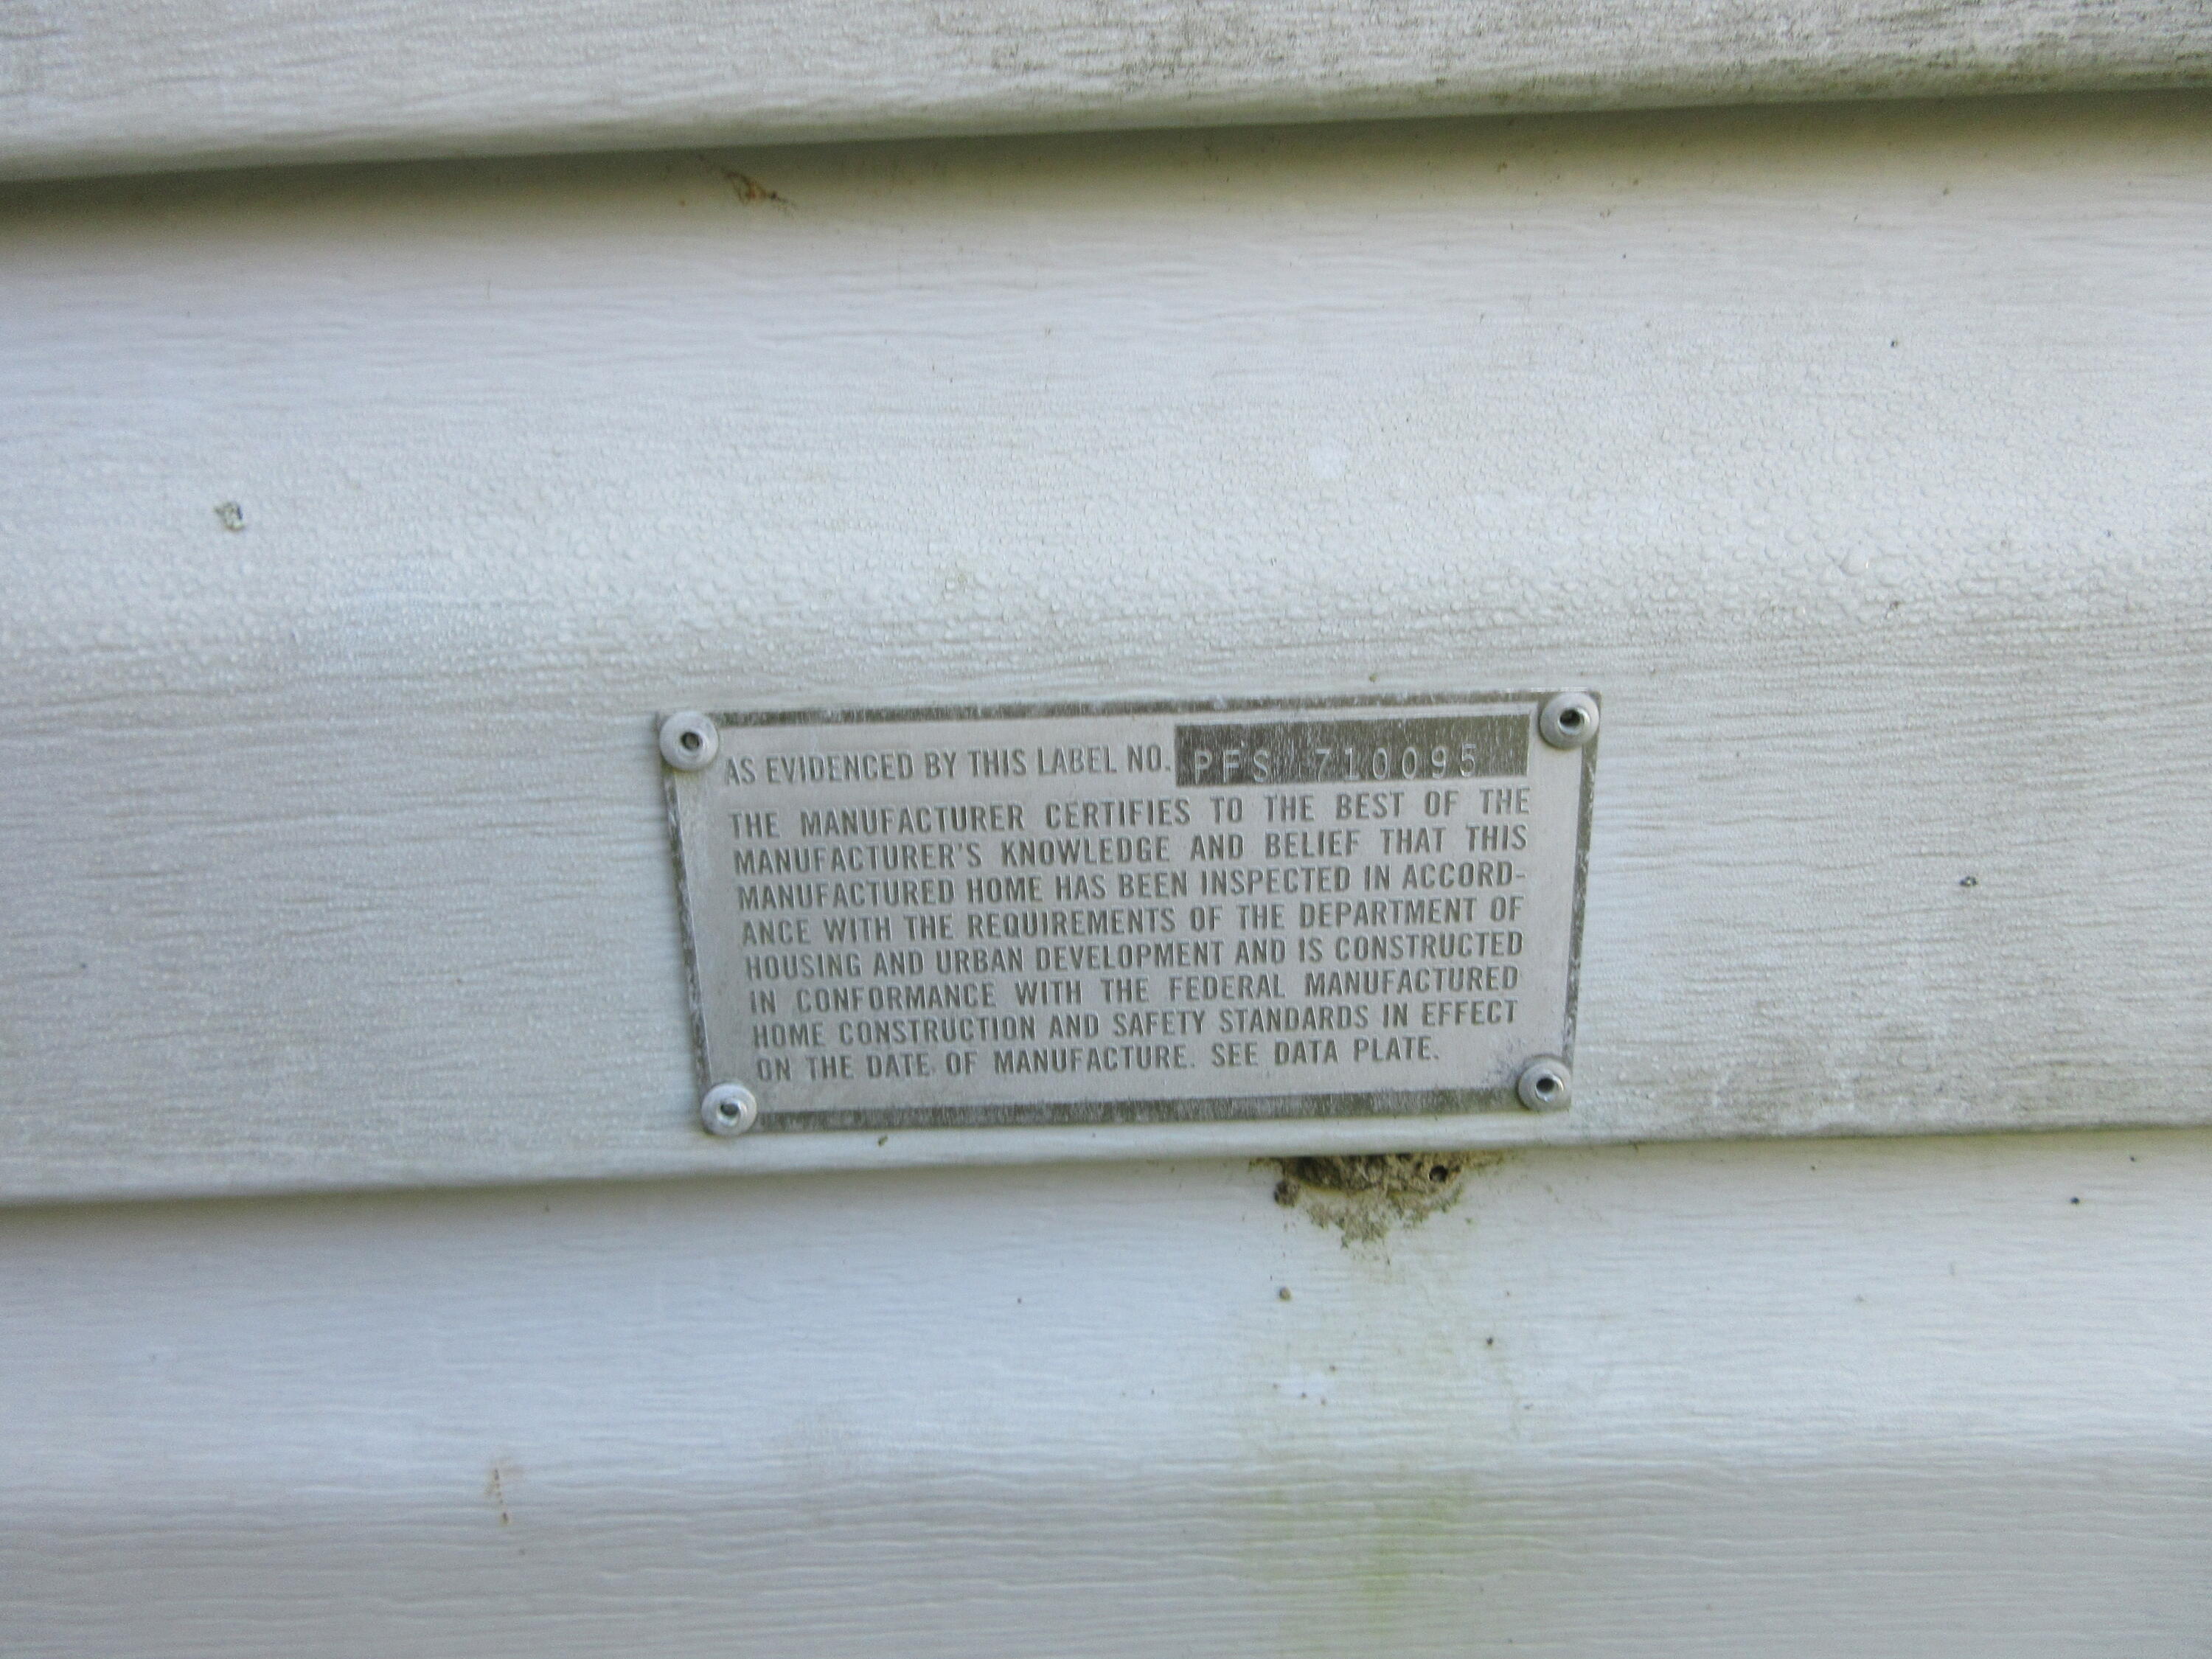 AS EVIDENCED BY THIS LABEL NO. PFS 710095
THE MANUFACTURER CERTIFIES TO THE BEST OF THE
MANUFACTURER'S KNOWLEDGE AND BELIEF THAT THIS
MANUFACTURED HOME HAS BEEN INSPECTED IN ACCORD-
ANCE WITH THE REQUIREMENTS OF THE DEPARTMENT OF
HOUSING AND URBAN DEVELOPMENT AND IS CONSTRUCTED
IN CONFORMANCE WITH THE FEDERAL MANUFACTURED
HOME CONSTRUCTION AND SAFETY STANDARDS IN EFFECT
ON THE DATE OF MANUFACTURE. SEE DATA PLATE.